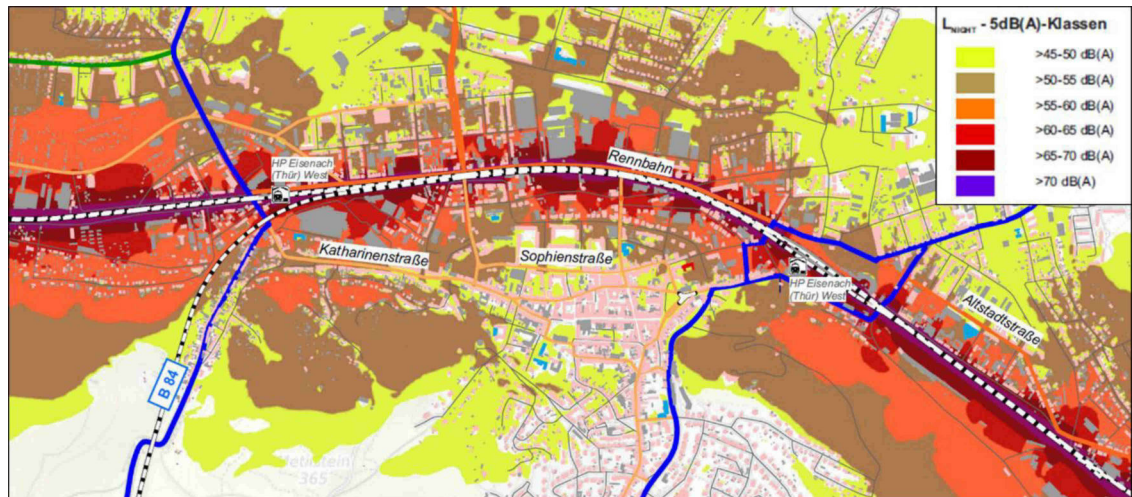 L_NIGHT - 5dB(A)-Klassen
>45-50 dB(A)
>50-55 dB(A)
>55-60 dB(A)
>60-65 dB(A)
>65-70 dB(A)
>70 dB(A)
Rennbahn
HP Eisenach
(Thür) West
Katharinenstraße
Sophienstraße
HP Eisenach
(Thür) West
Altstadtstraße
B 84
365